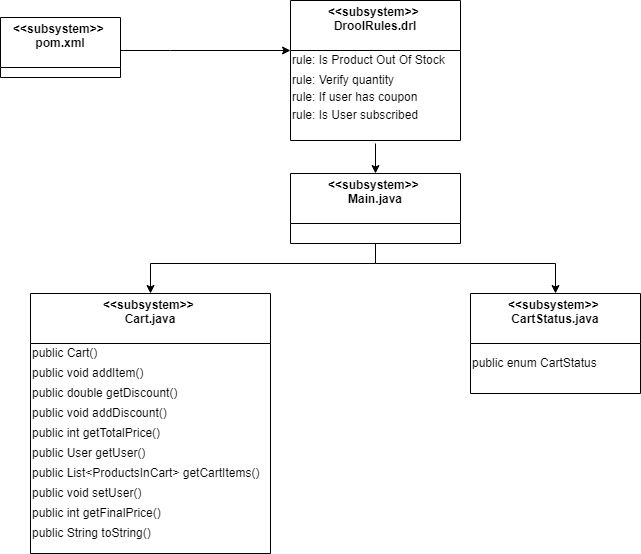 <<subsystem>>
pom.xml
<<subsystem>>
DroolRules.drl
rule: Is Product Out Of Stock
rule: Verify quantity
rule: If user has coupon
rule: Is User subscribed
<<subsystem>>
Main.java
<<subsystem>>
Cart.java
public Cart()
public void addItem()
public double getDiscount()
public void addDiscount()
public int getTotalPrice()
public User getUser()
public List<ProductsInCart> getCartItems()
public void setUser()
public int getFinalPrice()
public String toString()
<<subsystem>>
CartStatus.java
public enum CartStatus